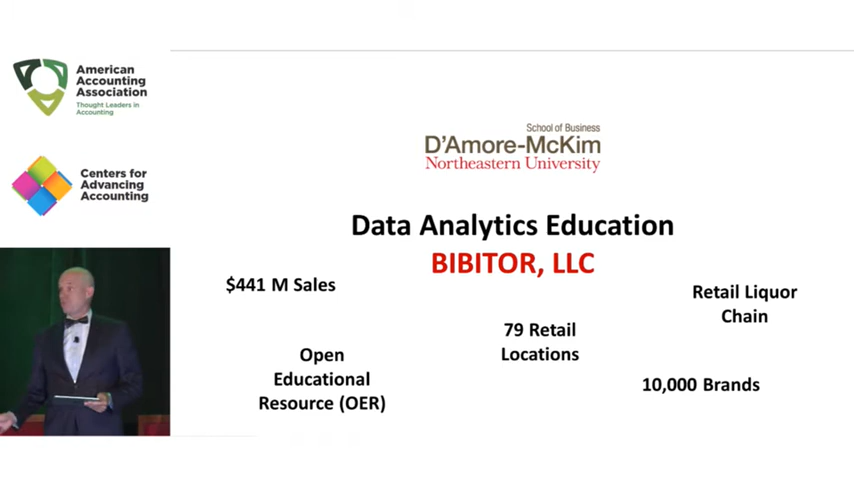 American
Accounting
Association
Thought Leaders in
Accounting
Centers for
Advancing
Accounting
School of Business
D'Amore-McKim
Northeastern University
Data Analytics Education
BIBITOR, LLC
$441 M Sales
Retail Liquor
Chain
79 Retail
Locations
Open
Educational
Resource (OER)
10,000 Brands